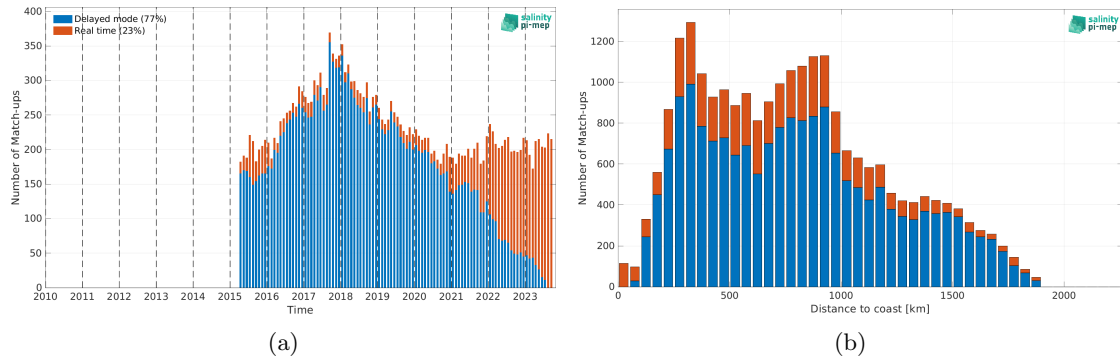 Delayed mode (77%)
Real time (23%)
salinity
pi-mep
Number of Match-ups
400
350
300
250
200
150
100
50
0
2010 2011 2012 2013 2014 2015 2016 2017 2018 2019 2020 2021 2022 2023
Time
(a)
salinity
pi-mep
Number of Match-ups
1200
1000
800
600
400
200
0
0 500 1000 1500 2000
Distance to coast [km]
(b)